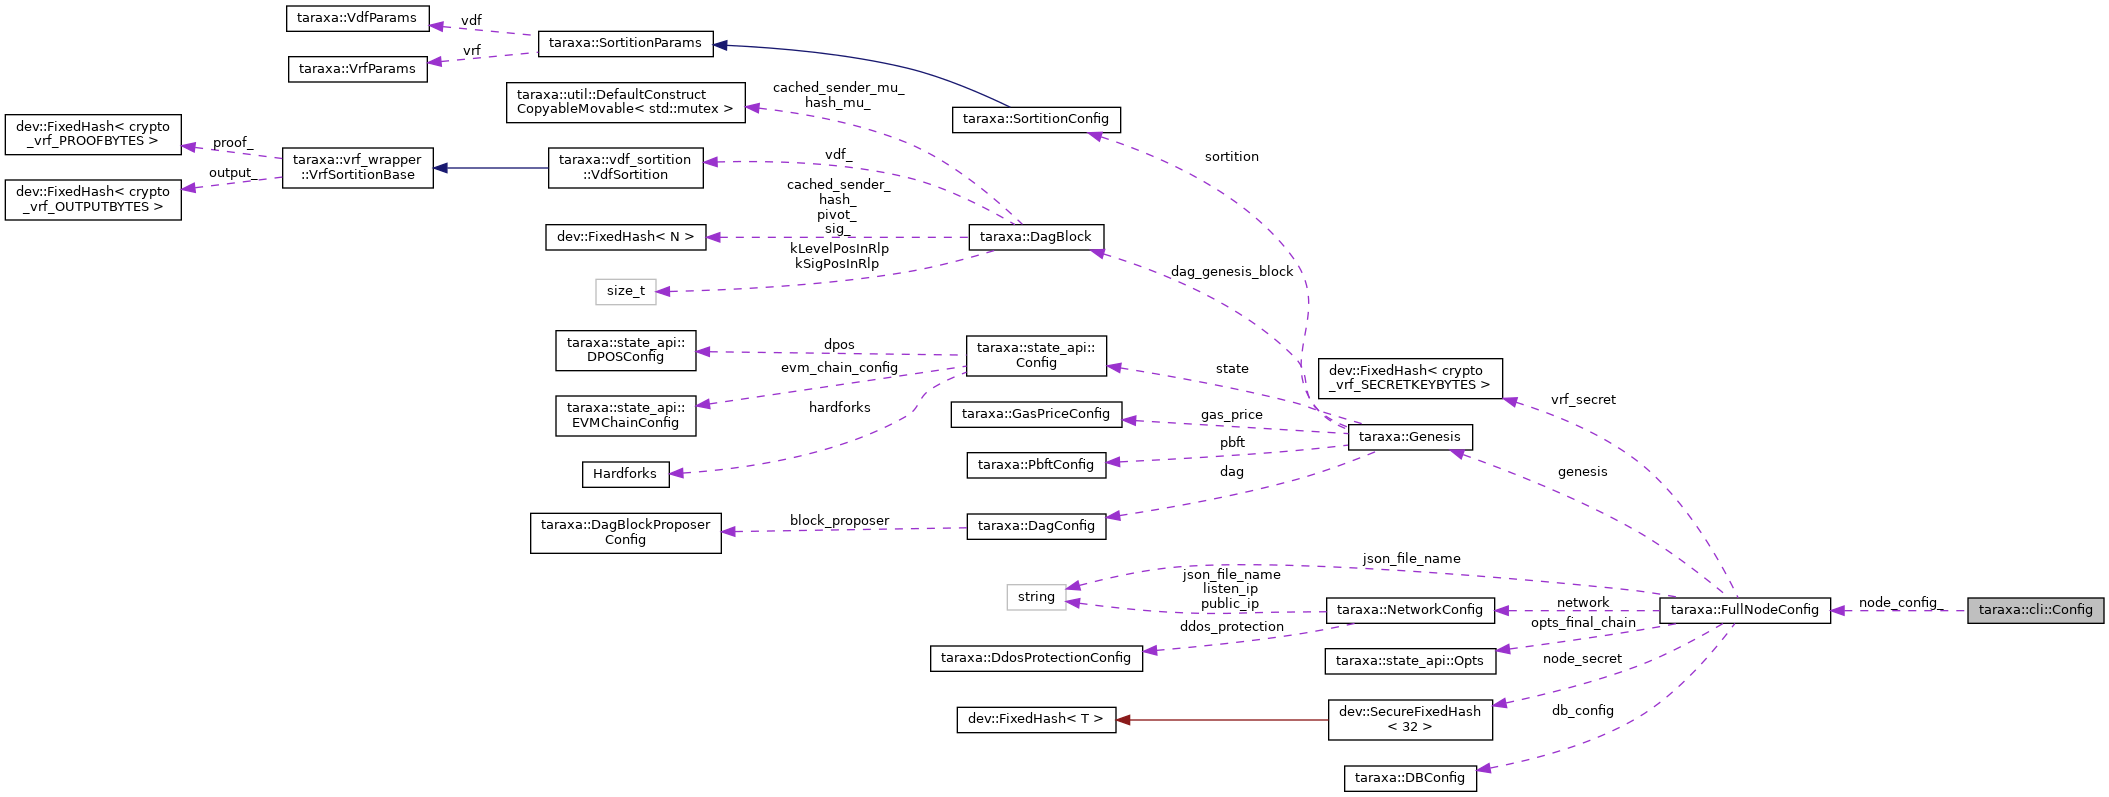 taraxa::VdfParams
vdf
taraxa::SortitionParams
vrf
taraxa::VrfParams
taraxa::util::DefaultConstruct
CopyableMovable< std::mutex >
cached_sender_mu_
hash_mu_
taraxa::SortitionConfig
dev::FixedHash< crypto
_vrf_PROOFBYTES >
proof_
taraxa::vrf_wrapper
::VrfSortitionBase
taraxa::vdf_sortition
::VdfSortition
vdf_
sortition
output_
dev::FixedHash< crypto
_vrf_OUTPUTBYTES >
cached_sender_
hash_
pivot_
sig_
dev::FixedHash< N >
taraxa::DagBlock
kLevelPosInRlp
kSigPosInRlp
size_t
dag_genesis_block
taraxa::state_api::
DPOSConfig
dpos
taraxa::state_api::
Config
evm_chain_config
state
dev::FixedHash< crypto
_vrf_SECRETKEYBYTES >
vrf_secret
taraxa::state_api::
EVMChainConfig
hardforks
taraxa::GasPriceConfig
gas_price
taraxa::Genesis
pbft
taraxa::PbftConfig
Hardforks
dag
genesis
taraxa::DagBlockProposer
Config
block_proposer
taraxa::DagConfig
json_file_name
string
json_file_name
listen_ip
public_ip
taraxa::NetworkConfig
network
taraxa::FullNodeConfig
node_config_
taraxa::cli::Config
ddos_protection
opts_final_chain
taraxa::DdosProtectionConfig
taraxa::state_api::Opts
node_secret
dev::FixedHash< T >
dev::SecureFixedHash
< 32 >
db_config
taraxa::DBConfig